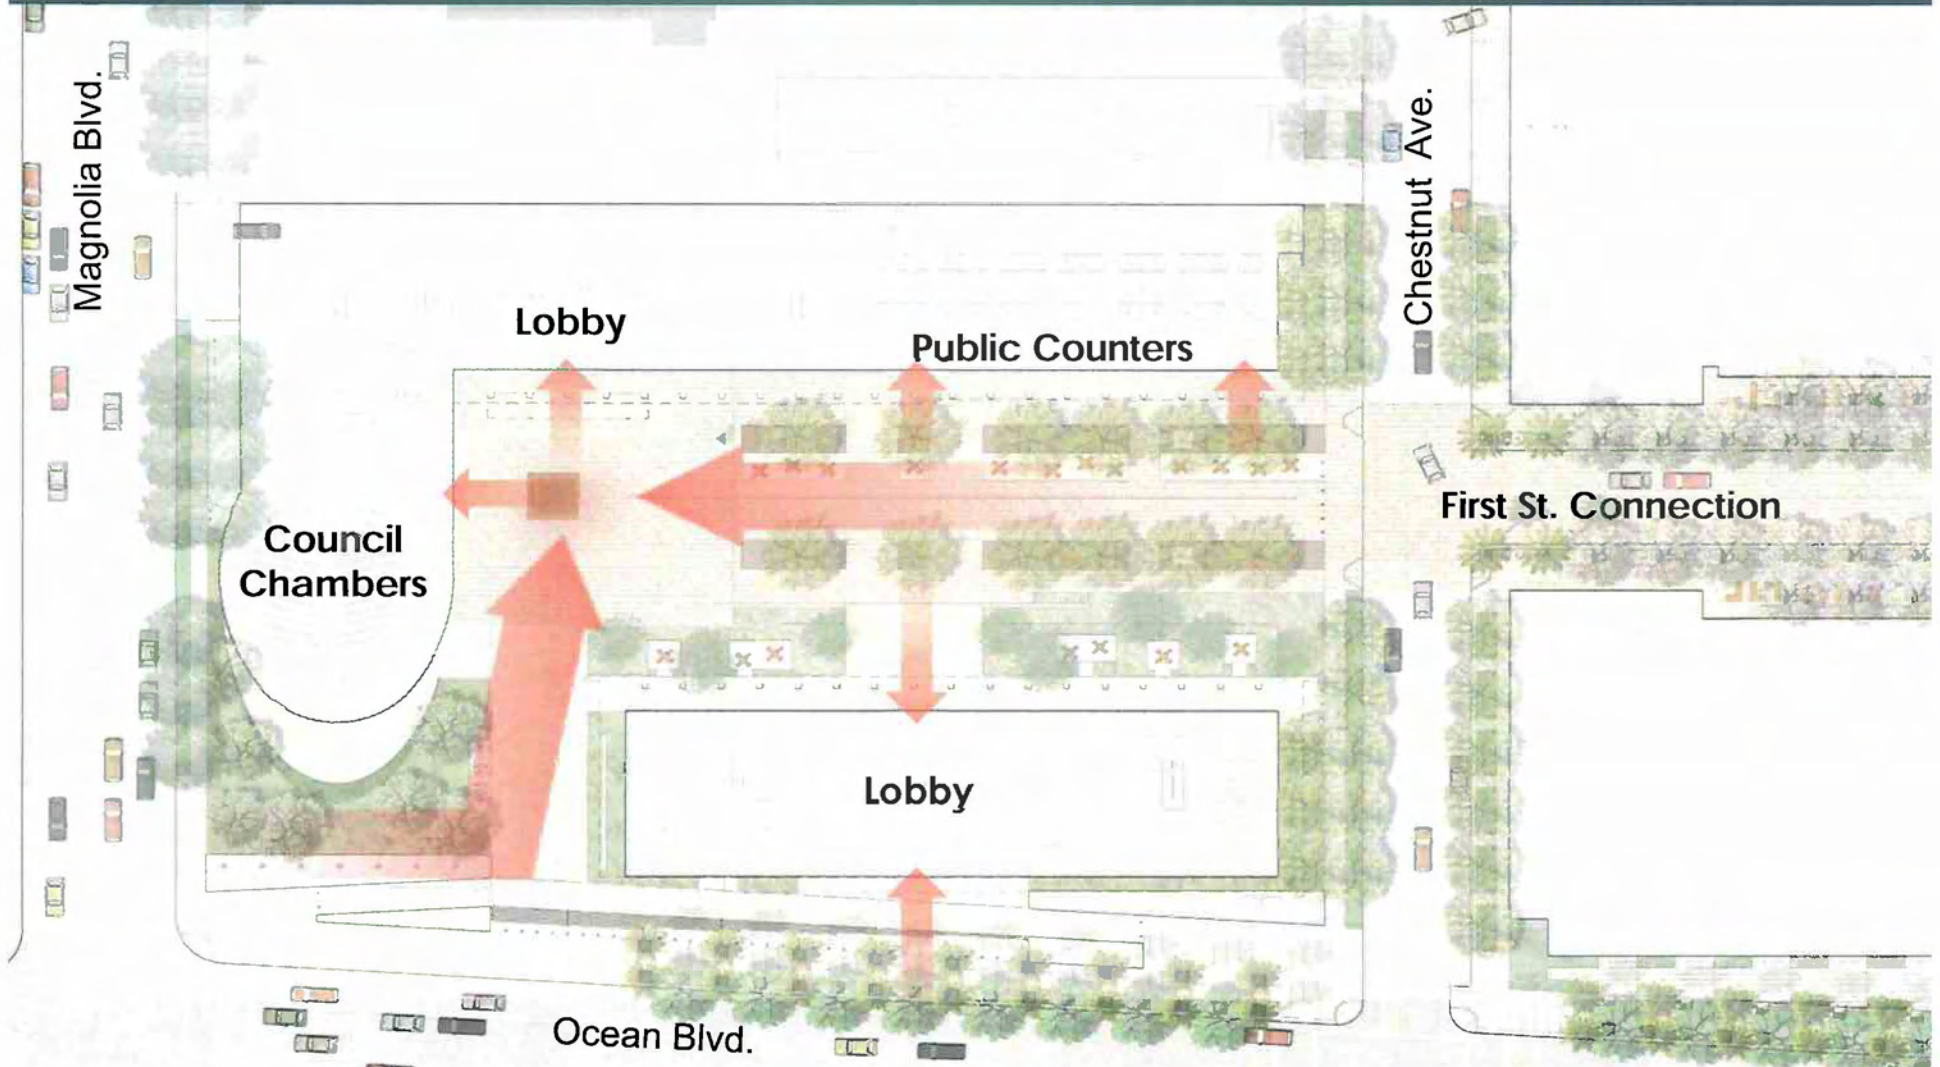 Magnolia Blvd.
Chestnut Ave.
Lobby
Public Counters
First St. Connection
Council
Chambers
Lobby
Ocean Blvd.